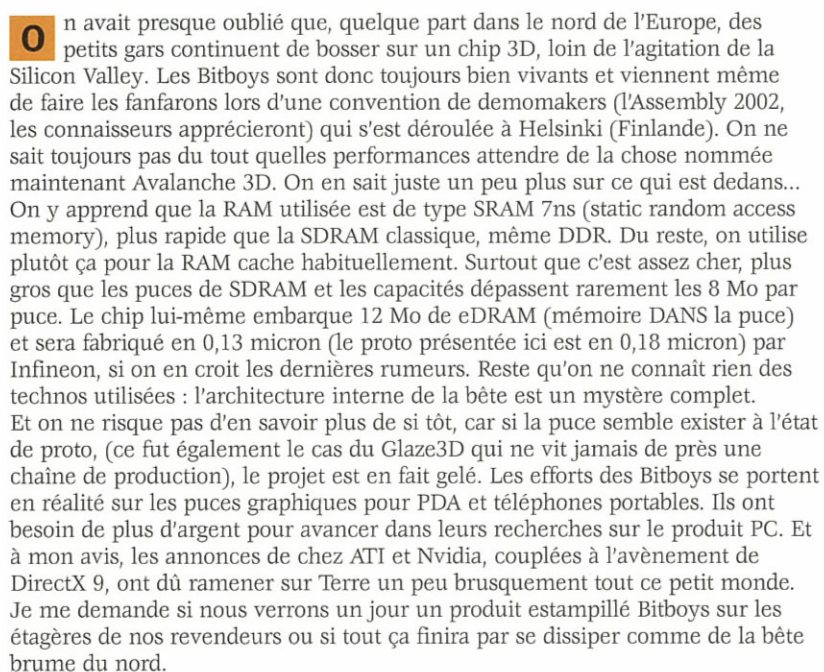 On avait presque oublié que, quelque part dans le nord de l'Europe, des
petits gars continuent de bosser sur un chip 3D, loin de l'agitation de la
Silicon Valley. Les Bitboys sont donc toujours bien vivants et viennent même
de faire les fanfarons lors d'une convention de demomakers (l'Assembly 2002,
les connaisseurs apprécieront) qui s'est déroulée à Helsinki (Finlande). On ne
sait toujours pas du tout quelles performances attendre de la chose nommée
maintenant Avalanche 3D. On en sait juste un peu plus sur ce qui est dedans...
On y apprend que la RAM utilisée est de type SRAM 7ns (static random access
memory), plus rapide que la SDRAM classique, même DDR. Du reste, on utilise
plutôt ça pour la RAM cache habituellement. Surtout que c'est assez cher, plus
gros que les puces de SDRAM et les capacités dépassent rarement les 8 Mo par
puce. Le chip lui-même embarque 12 Mo de eDRAM (mémoire DANS la puce)
et sera fabriqué en 0,13 micron (le proto présentée ici est en 0,18 micron) par
Infineon, si on en croit les dernières rumeurs. Reste qu'on ne connaît rien des
technos utilisées : l'architecture interne de la bête est un mystère complet.
Et on ne risque pas d'en savoir plus de si tôt, car si la puce semble exister à l'état
de proto, (ce fut également le cas du Glaze3D qui ne vit jamais de près une
chaîne de production), le projet est en fait gelé. Les efforts des Bitboys se portent
en réalité sur les puces graphiques pour PDA et téléphones portables. Ils ont
besoin de plus d'argent pour avancer dans leurs recherches sur le produit PC. Et
à mon avis, les annonces de chez ATI et Nvidia, couplées à l'avènement de
DirectX 9, ont dû ramener sur Terre un peu brusquement tout ce petit monde.
Je me demande si nous verrons un jour un produit estampillé Bitboys sur les
étagères de nos revendeurs ou si tout ça finira par se dissiper comme de la bête
brume du nord.